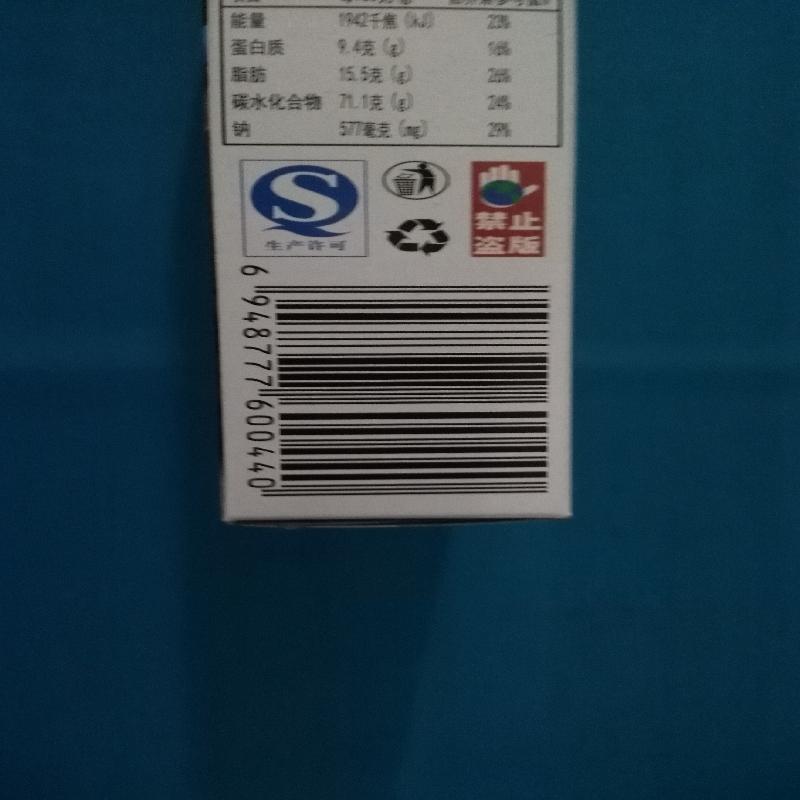 能量 1942千焦 (kJ) 23%
蛋白质 9.4克 (g) 16%
脂肪 15.5克 (g) 26%
碳水化合物 71.1克 (g) 24%
钠 577毫克 (mg) 29%
生产许可
禁止
盗版
6 948777 600440